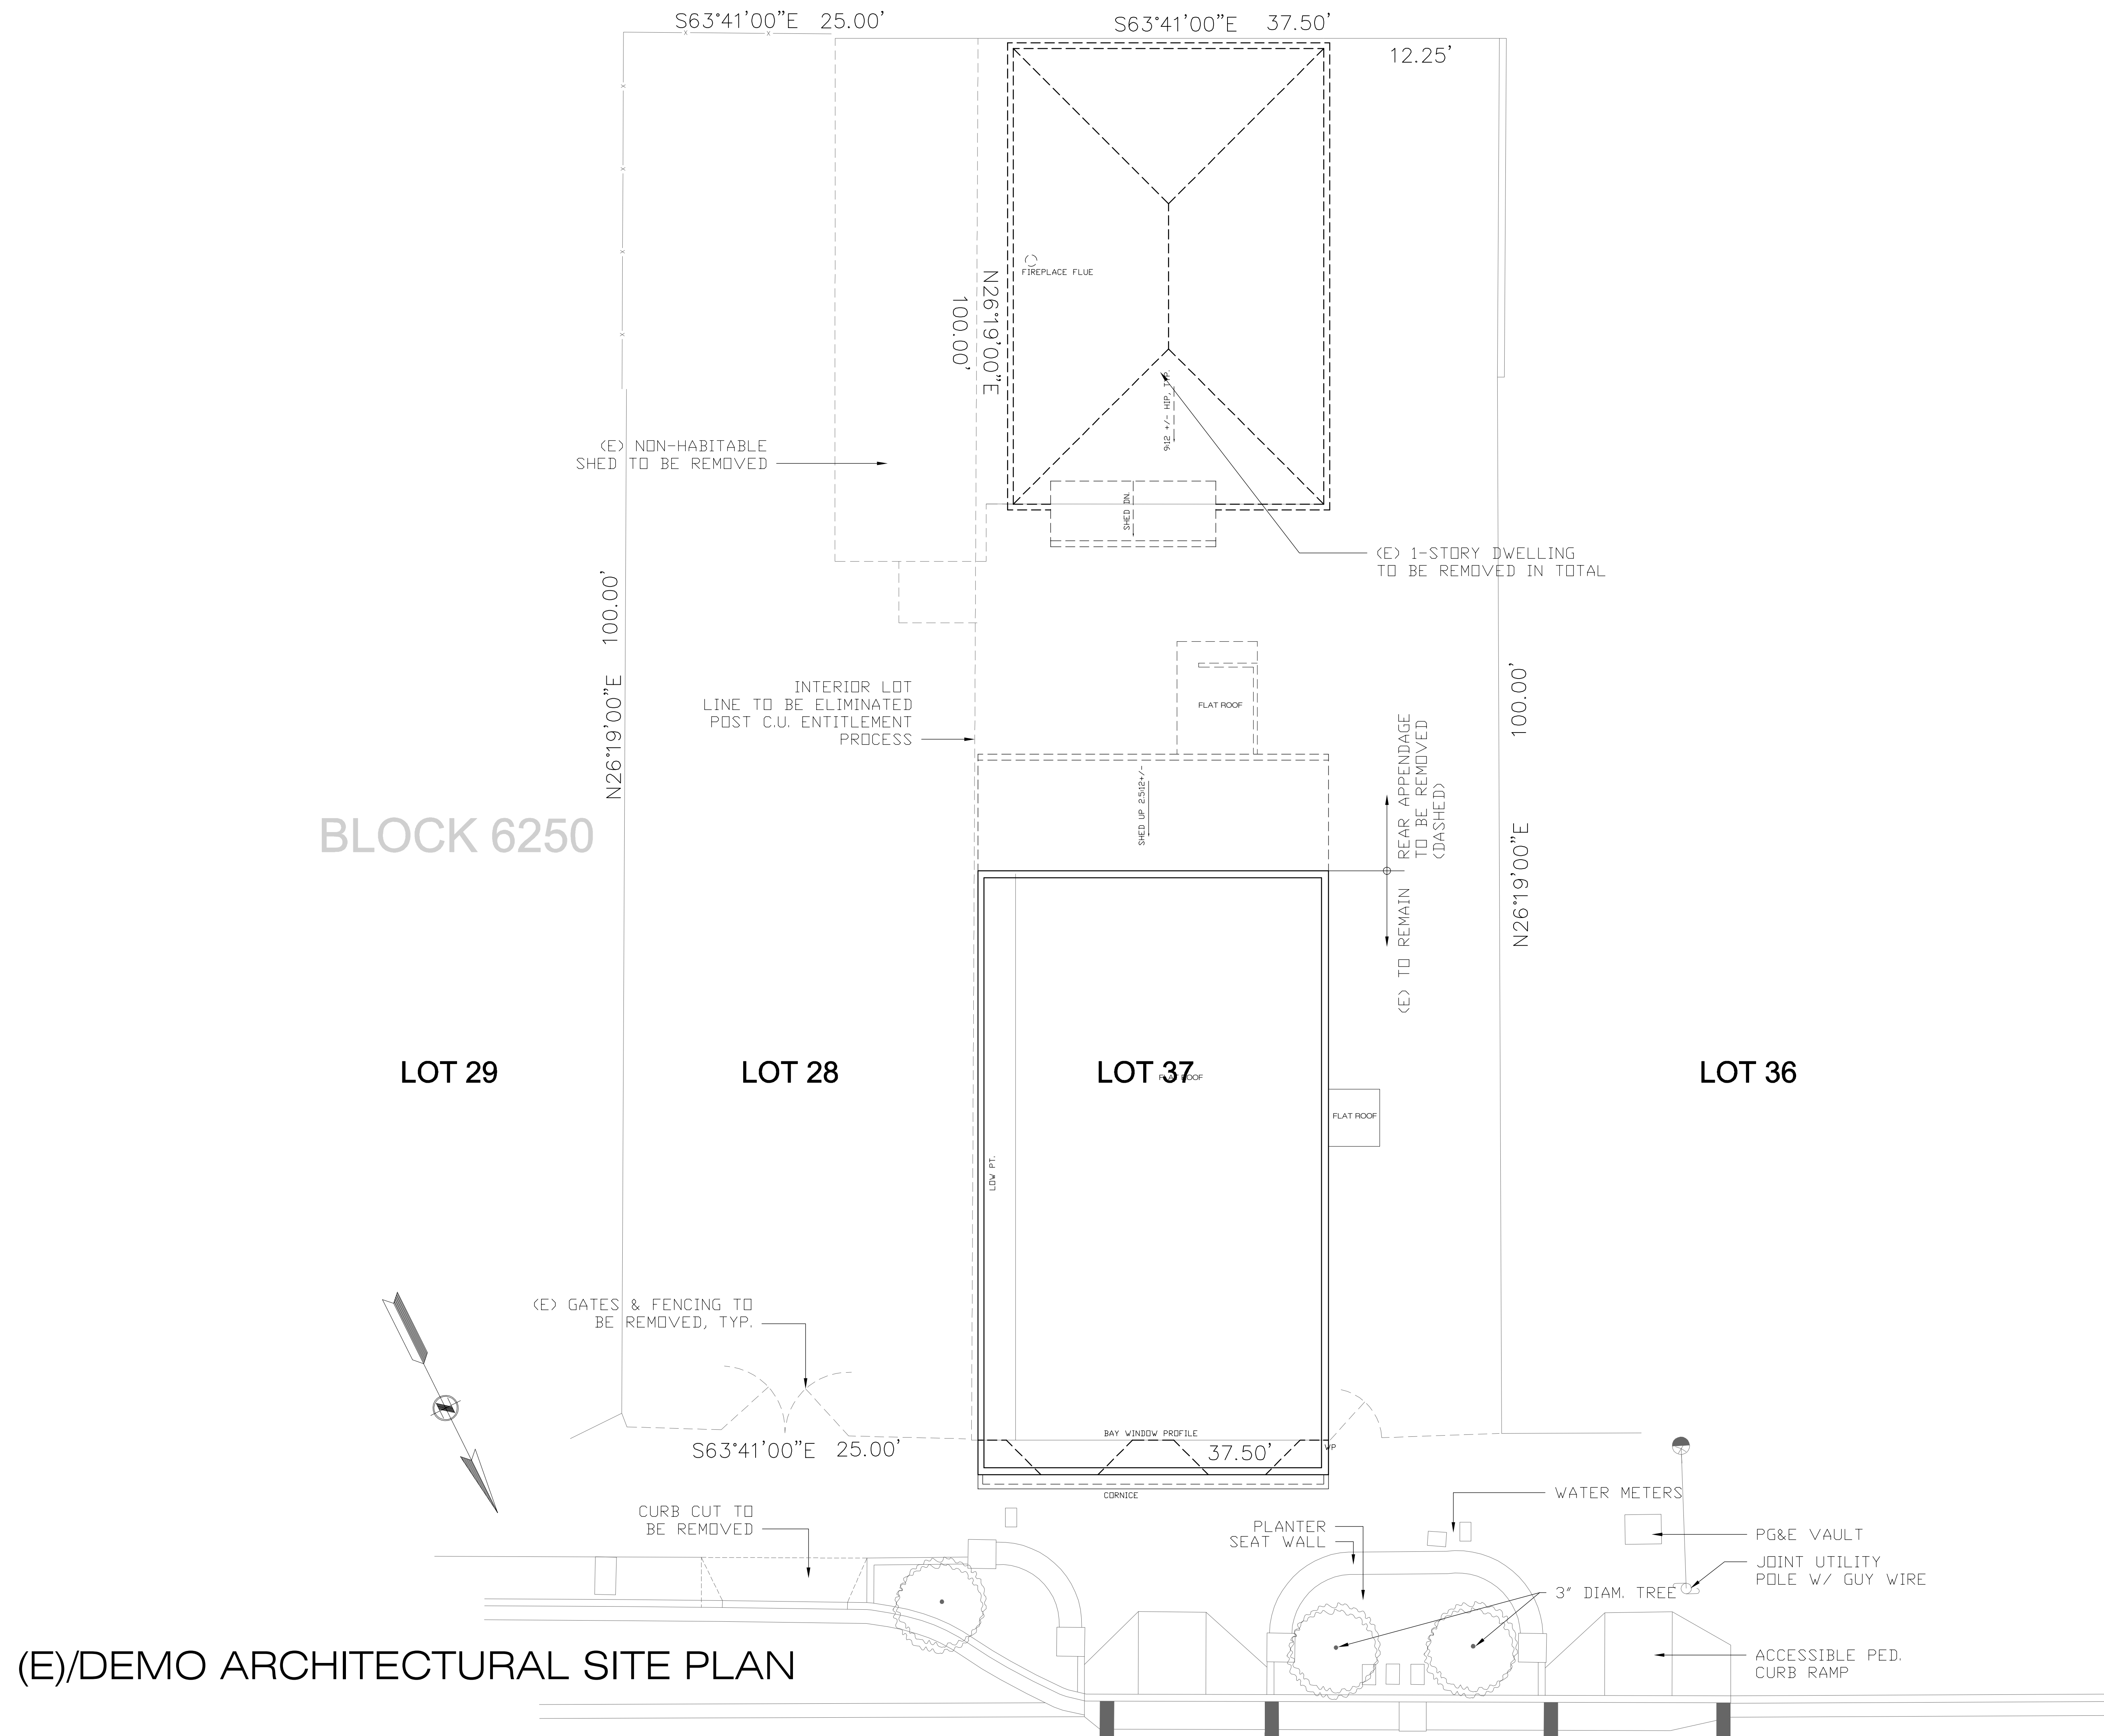 S63°41'00"E 25.00'
S63°41'00"E 37.50'
12.25'
FIREPLACE FLUE
N26°19'00"E
100.00'
9:12 +/- HIP, TYP.
(E) NON-HABITABLE
SHED TO BE REMOVED
SHED DN.
(E) 1-STORY DWELLING
TO BE REMOVED IN TOTAL
N26°19'00"E 100.00'
INTERIOR LOT
LINE TO BE ELIMINATED
POST C.U. ENTITLEMENT
PROCESS
FLAT ROOF
SHED UP 2.5:12+/-
REAR APPENDAGE
TO BE REMOVED
(DASHED)
(E) TO REMAIN
N26°19'00"E 100.00'
BLOCK 6250
LOT 29
LOT 28
LOT 37
FLAT ROOF
LOT 36
FLAT ROOF
LOW PT.
(E) GATES & FENCING TO
BE REMOVED, TYP.
S63°41'00"E 25.00'
BAY WINDOW PROFILE
37.50'
WP
CORNICE
CURB CUT TO
BE REMOVED
PLANTER
SEAT WALL
WATER METERS
PG&E VAULT
JOINT UTILITY
POLE W/ GUY WIRE
3" DIAM. TREE
ACCESSIBLE PED.
CURB RAMP
(E)/DEMO ARCHITECTURAL SITE PLAN